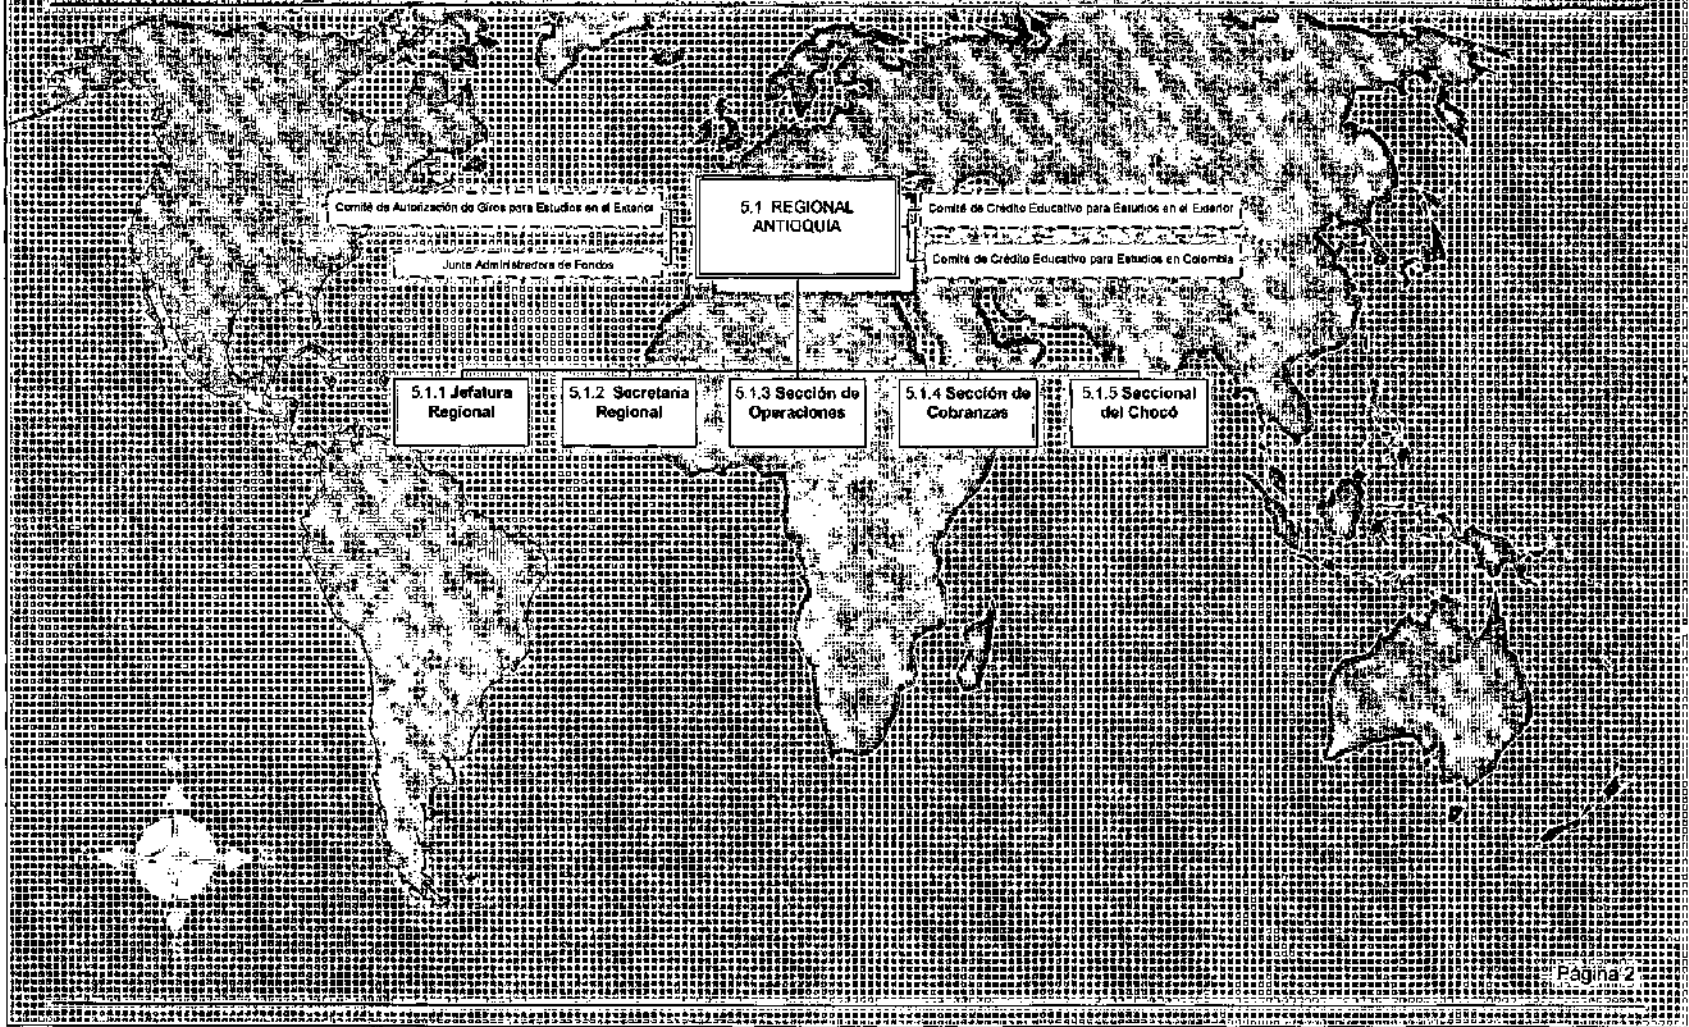 Comité de Autorización de Giros para Estudios en el Exterior
Junta Administradora de Fondos
5.1 REGIONAL
ANTIOQUIA
Comité de Crédito Educativo para Estudios en el Exterior
Comité de Crédito Educativo para Estudios en Colombia
5.1.1 Jefatura
Regional
5.1.2 Secretaria
Regional
5.1.3 Sección de
Operaciones
5.1.4 Sección de
Cobranzas
5.1.5 Seccional
del Chocó
Página 2